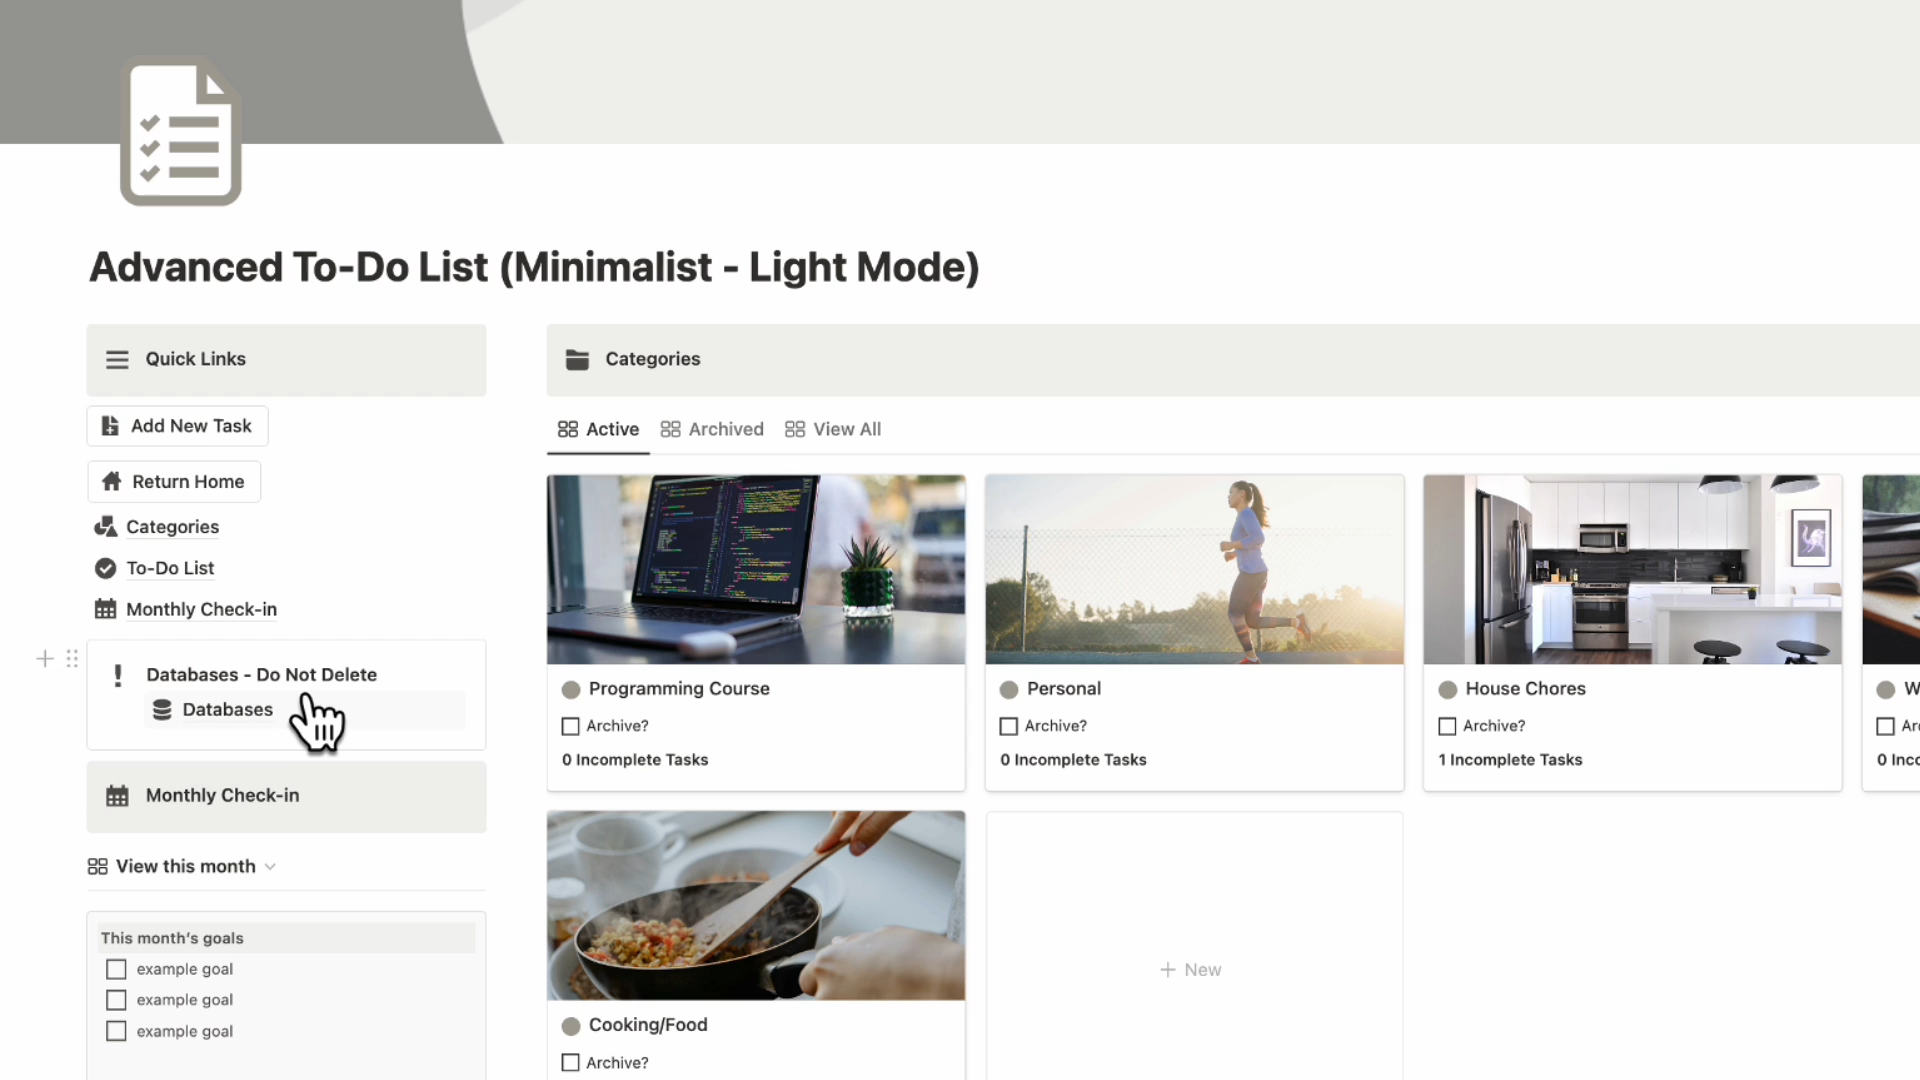 Advanced To-Do List (Minimalist - Light Mode)
Quick Links
Add New Task
Return Home
Categories
To-Do List
Monthly Check-in
Databases - Do Not Delete
Databases
Monthly Check-in
View this month
This month's goals
example goal
example goal
example goal
Categories
Active Archived View All
Programming Course
Archive?
0 Incomplete Tasks
Personal
Archive?
0 Incomplete Tasks
House Chores
Archive?
1 Incomplete Tasks
Cooking/Food
Archive?
+ New